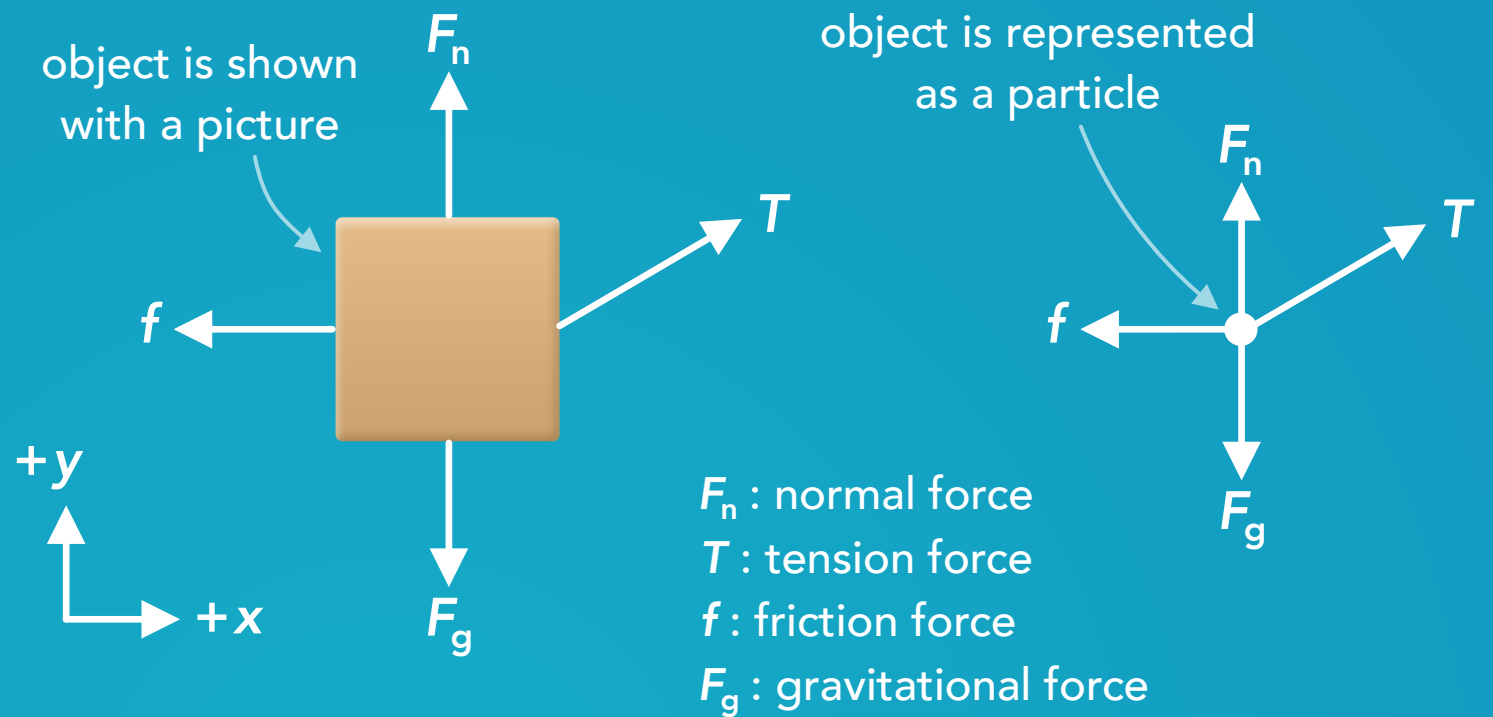 object is shown
with a picture
Fn
T
f
Fg
+y
+x
object is represented
as a particle
Fn
T
f
Fg
Fn : normal force
T : tension force
f : friction force
Fg : gravitational force